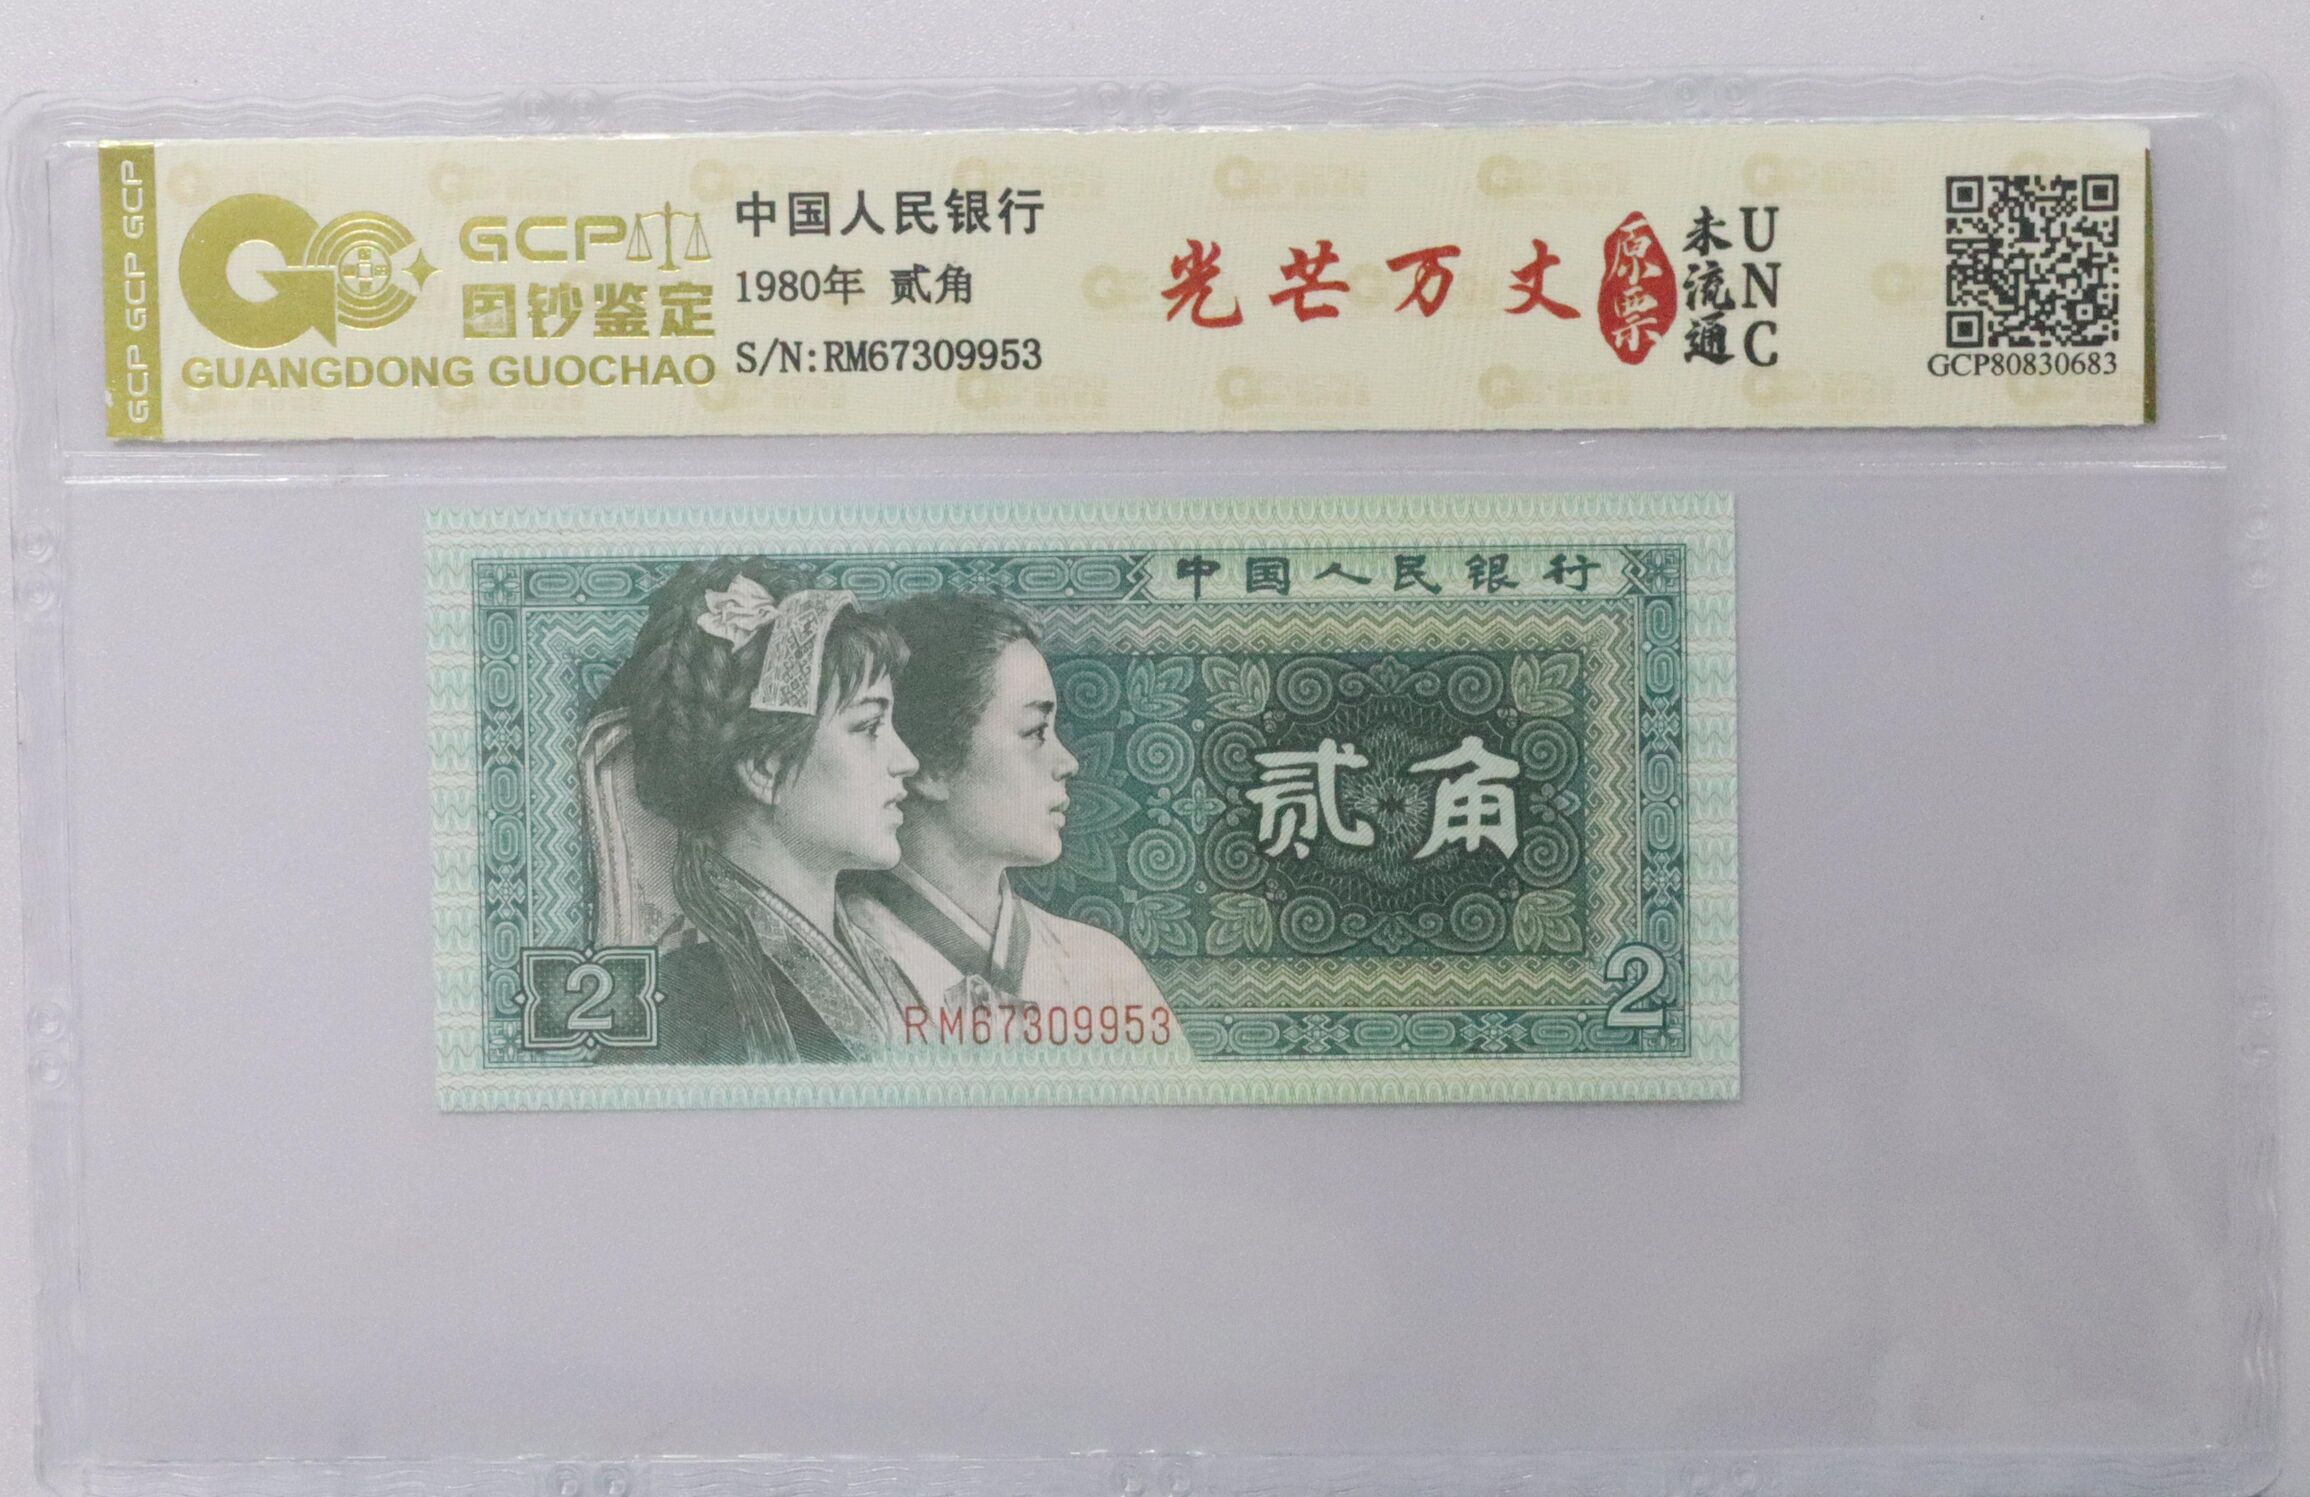 GCP GCP GCP
GCP
国钞鉴定
GUANGDONG GUOCHAO
中国人民银行
1980年 贰角
S/N:RM67309953
光芒万丈
原票
未流通
UNC
GCP80830683
中国人民银行
贰角
2
2
RM67309953